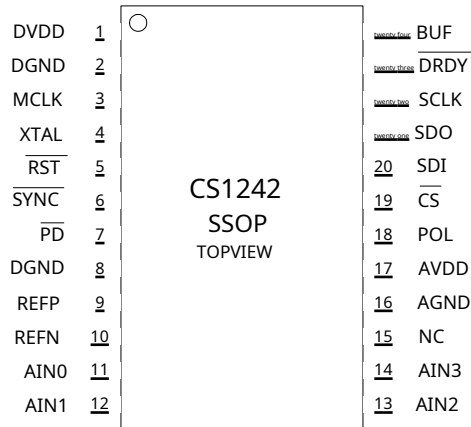 DVDD 1 twenty four BUF
DGND 2 twenty three DRDY
MCLK 3 twenty two SCLK
XTAL 4 twenty one SDO
RST 5 20 SDI
SYNC 6 19 CS
PD 7 18 POL
DGND 8 17 AVDD
REFP 9 16 AGND
REFN 10 15 NC
AIN0 11 14 AIN3
AIN1 12 13 AIN2
CS1242
SSOP
TOPVIEW